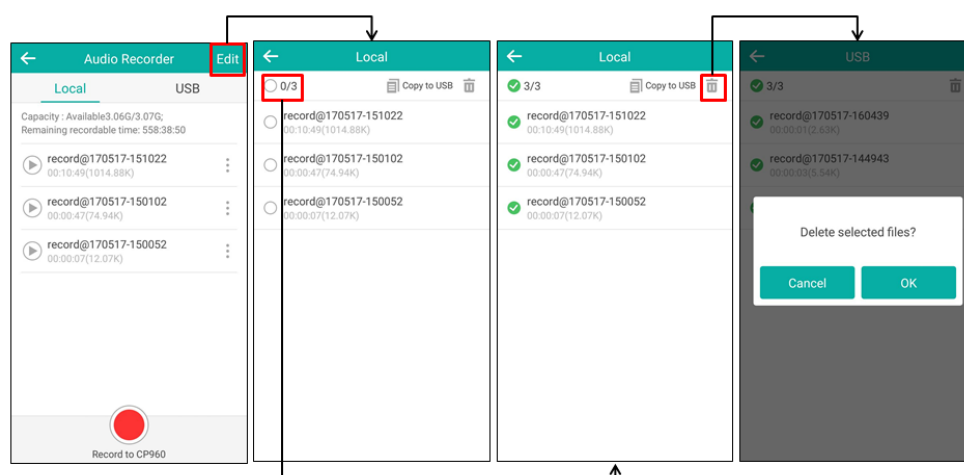 Audio Recorder
Edit
Local
USB
Capacity : Available3.06G/3.07G;
Remaining recordable time: 558:38:50
record@170517-151022
00:10:49(1014.88K)
record@170517-150102
00:00:47(74.94K)
record@170517-150052
00:00:07(12.07K)
Record to CP960
Local
0/3
Copy to USB
record@170517-151022
00:10:49(1014.88K)
record@170517-150102
00:00:47(74.94K)
record@170517-150052
00:00:07(12.07K)
Local
3/3
Copy to USB
record@170517-151022
00:10:49(1014.88K)
record@170517-150102
00:00:47(74.94K)
record@170517-150052
00:00:07(12.07K)
USB
3/3
record@170517-160439
00:00:01(2.63K)
record@170517-144943
00:00:03(5.54K)
Delete selected files?
Cancel
OK